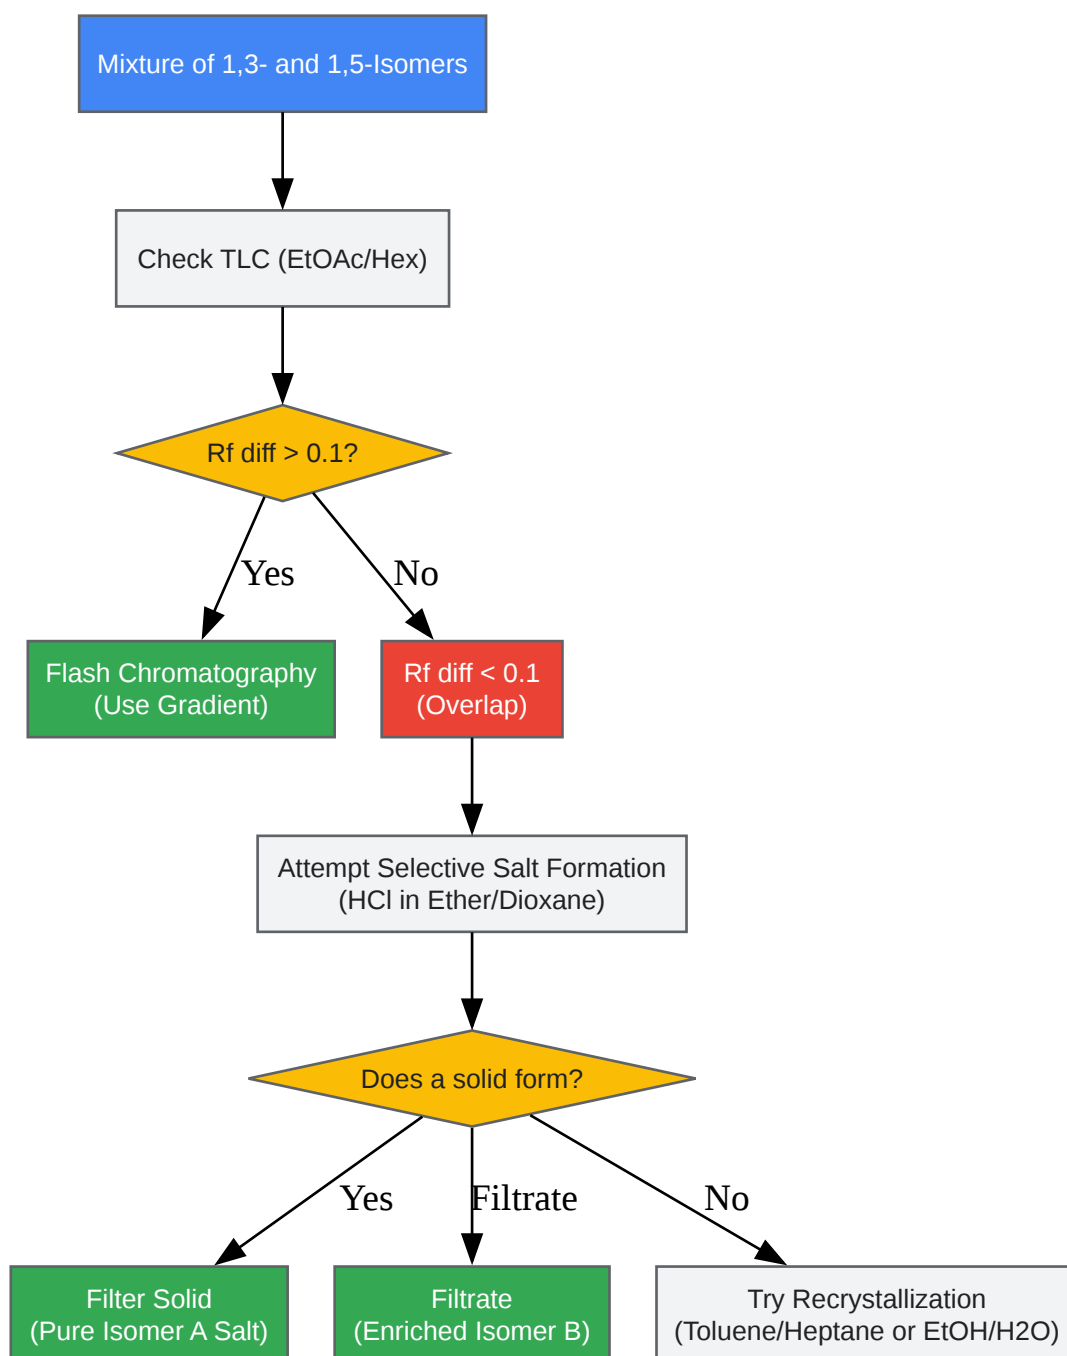 Mixture of 1,3- and 1,5-Isomers
Check TLC (EtOAc/Hex)
Rf diff > 0.1?
Yes
No
Flash Chromatography
(Use Gradient)
Rf diff < 0.1
(Overlap)
Attempt Selective Salt Formation
(HCl in Ether/Dioxane)
Does a solid form?
Yes
Filtrate
No
Filter Solid
(Pure Isomer A Salt)
Filtrate
(Enriched Isomer B)
Try Recrystallization
(Toluene/Heptane or EtOH/H2O)